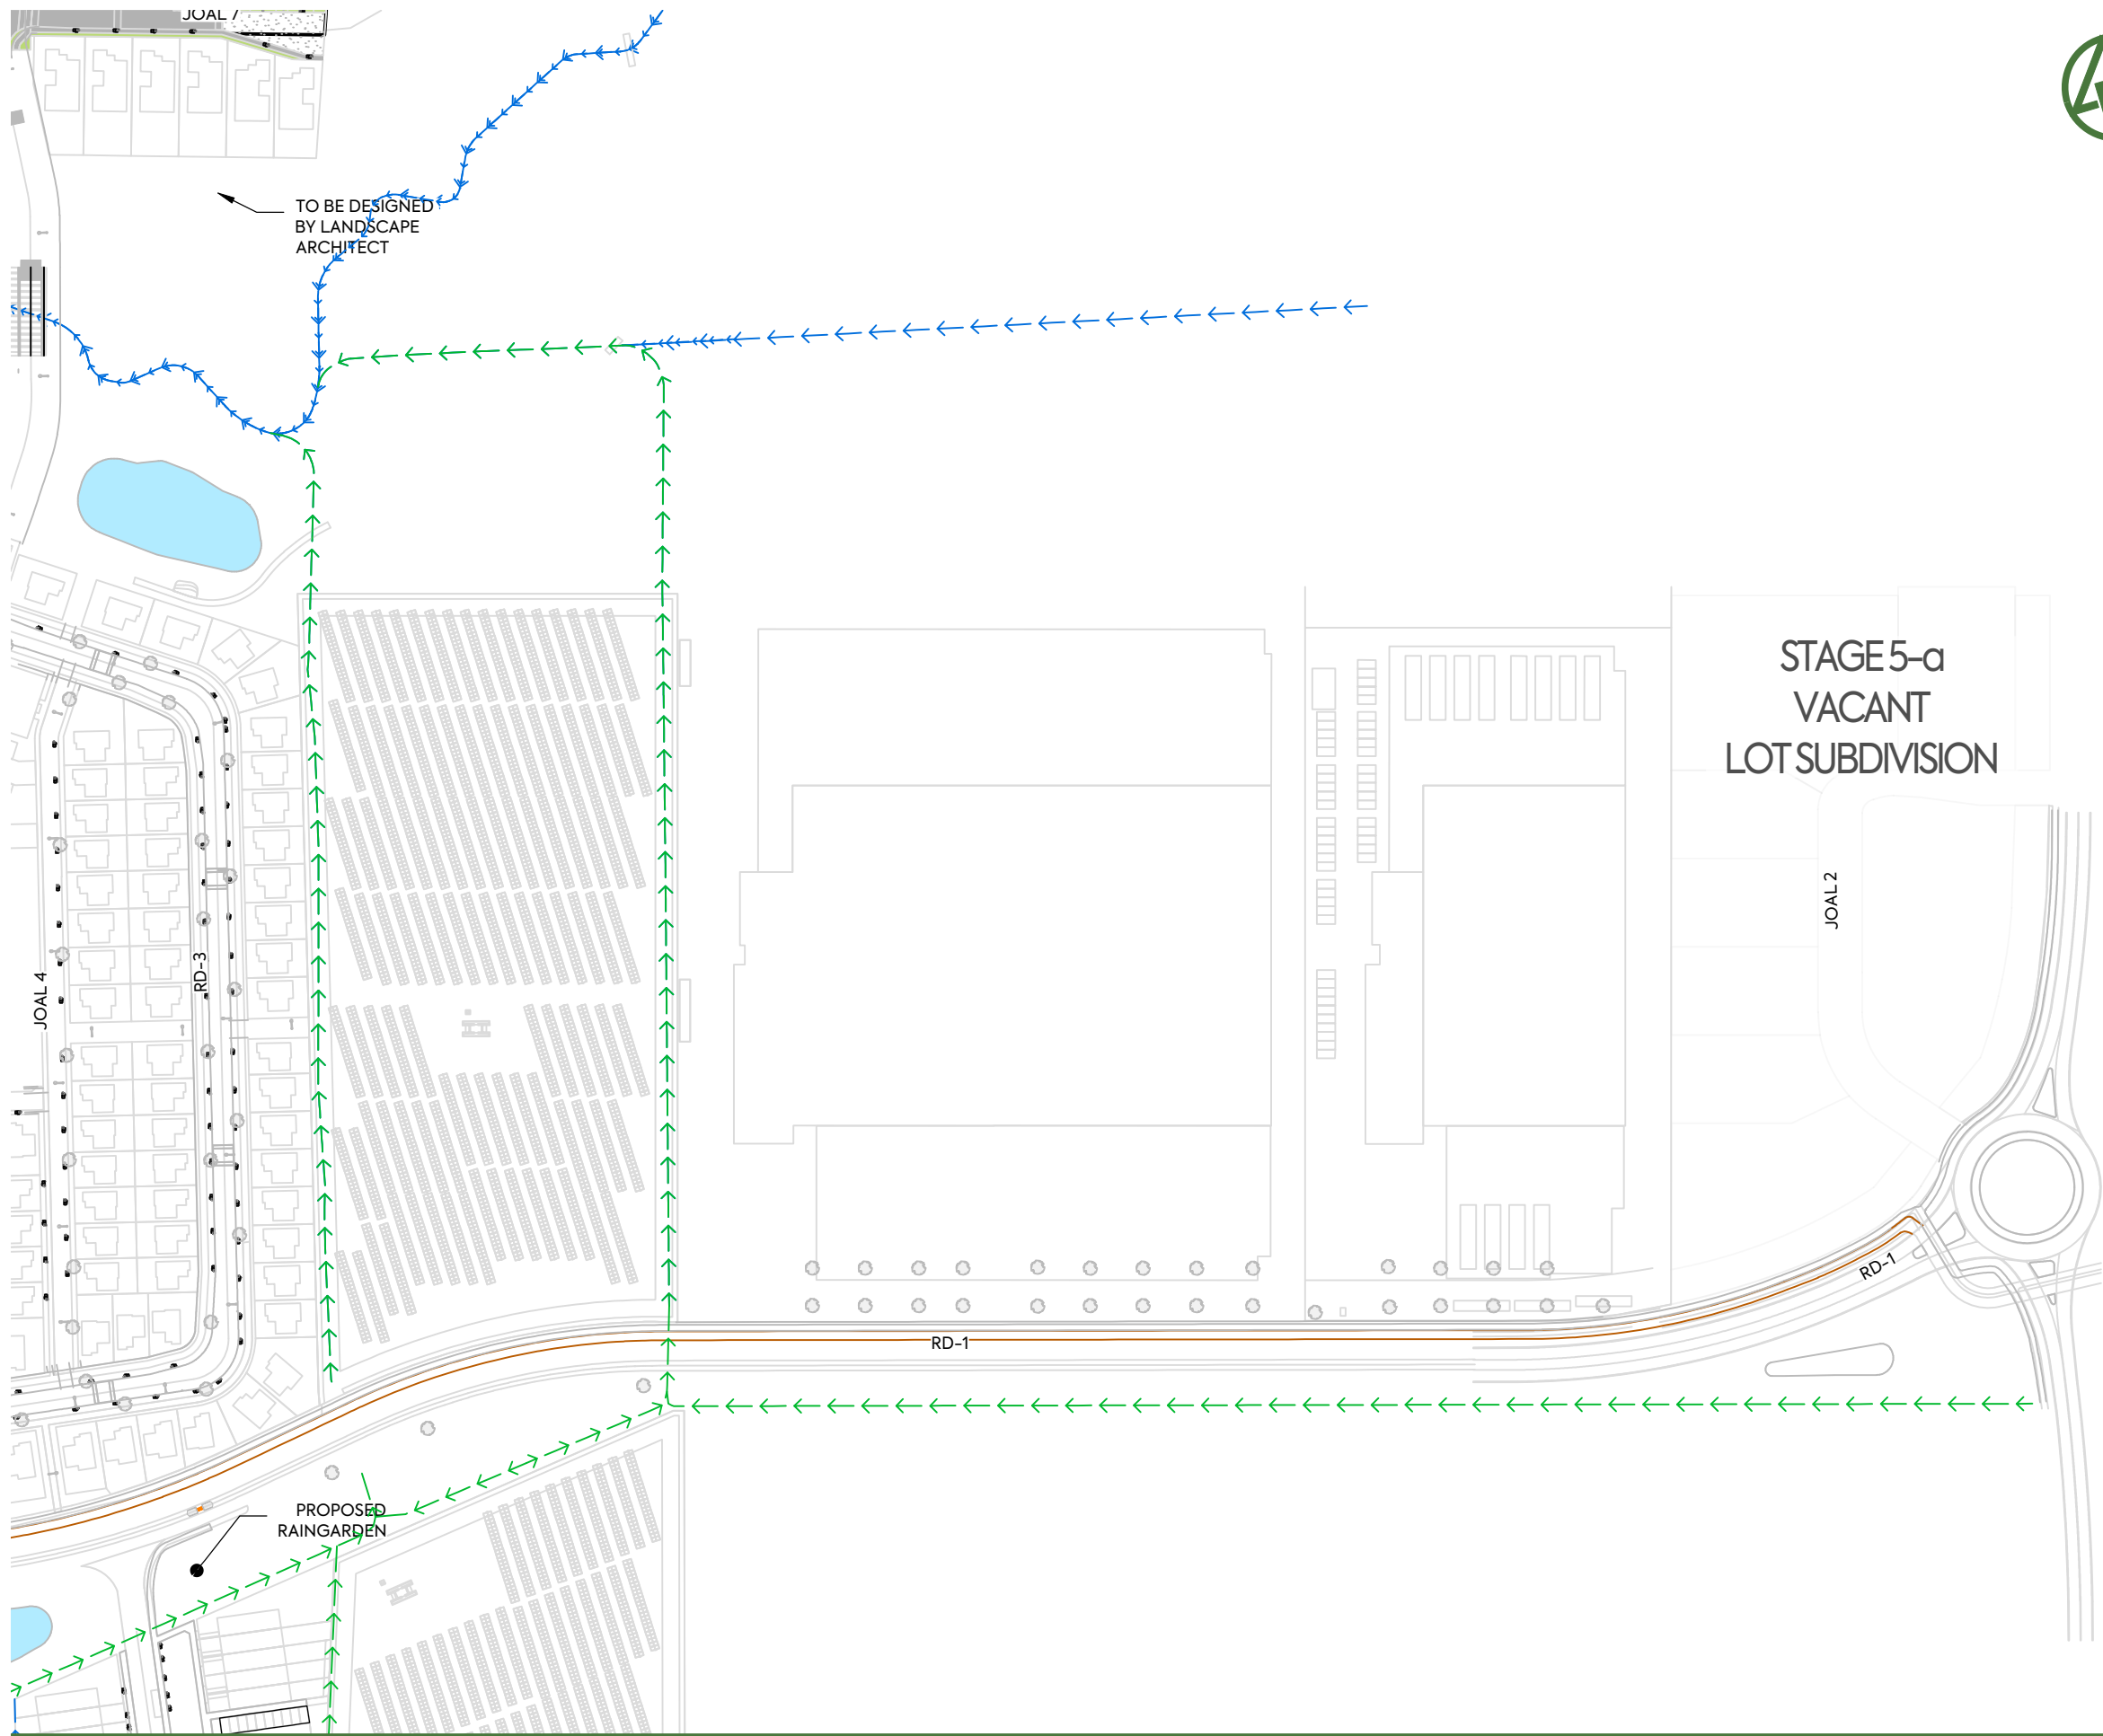 JOAL 7
TO BE DESIGNED
BY LANDSCAPE
ARCHITECT
STAGE 5-a
VACANT
LOT SUBDIVISION
JOAL 2
RD-3
JOAL 4
RD-1
RD-1
PROPOSED
RAINGARDEN